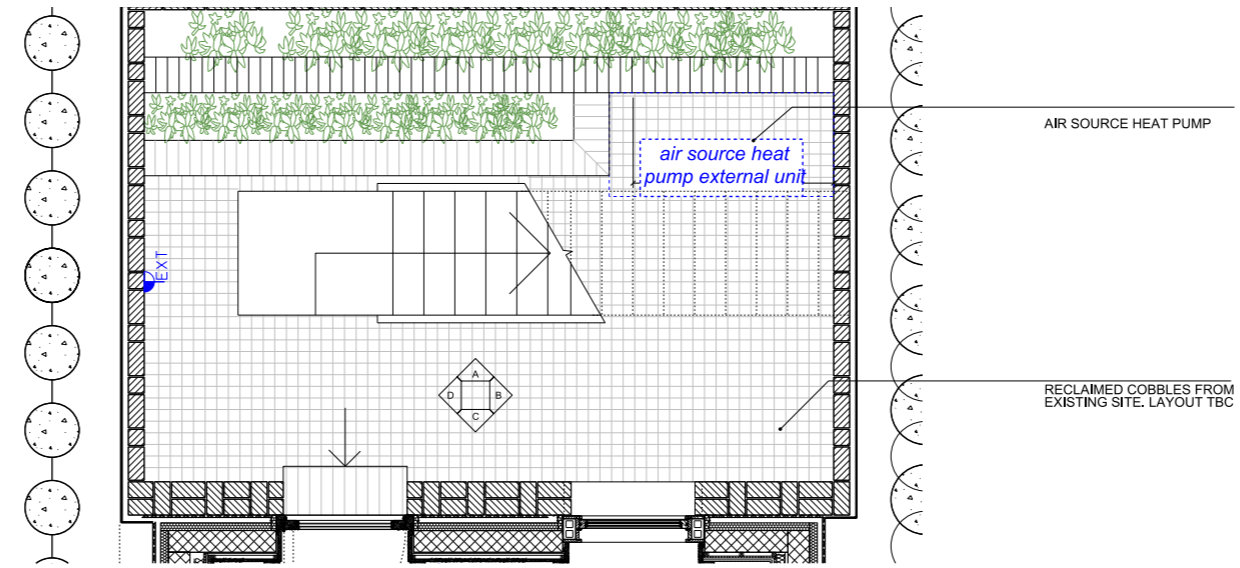 AIR SOURCE HEAT PUMP
air source heat
pump external unit
EXT
A
D
B
C
RECLAIMED COBBLES FROM
EXISTING SITE. LAYOUT TBC